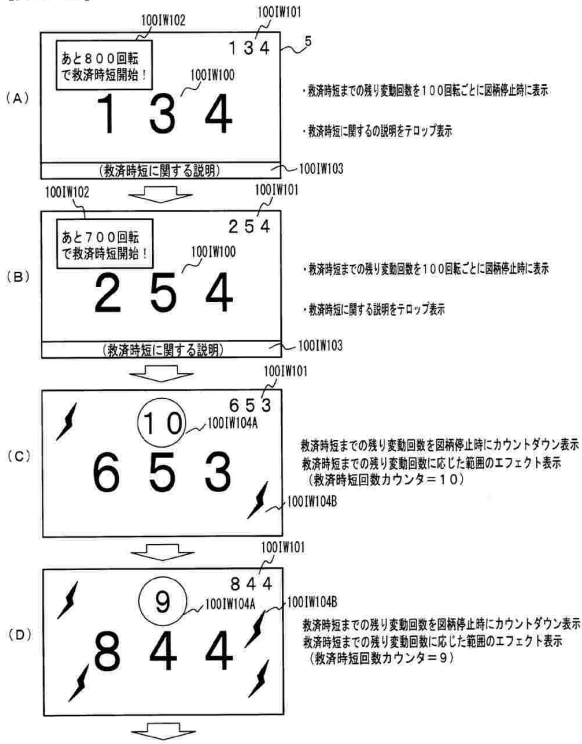 100IW102
100IW101
5
(A)
あと800回転
で救済時短開始！
134
100IW100
1 3 4
(救済時短に関する説明)
100IW103
・救済時短までの残り変動回数を100回転ごとに図柄停止時に表示
・救済時短に関するの説明をテロップ表示
100IW102
100IW101
(B)
あと700回転
で救済時短開始！
254
100IW100
2 5 4
(救済時短に関する説明)
100IW103
・救済時短までの残り変動回数を100回転ごとに図柄停止時に表示
・救済時短に関する説明をテロップ表示
100IW101
(C)
10
653
100IW104A
6 5 3
100IW104B
救済時短までの残り変動回数を図柄停止時にカウントダウン表示
救済時短までの残り変動回数に応じた範囲のエフェクト表示
(救済時短回数カウンタ＝10)
100IW101
(D)
9
844
100IW104A
100IW104B
8 4 4
救済時短までの残り変動回数を図柄停止時にカウントダウン表示
救済時短までの残り変動回数に応じた範囲のエフェクト表示
(救済時短回数カウンタ＝9)